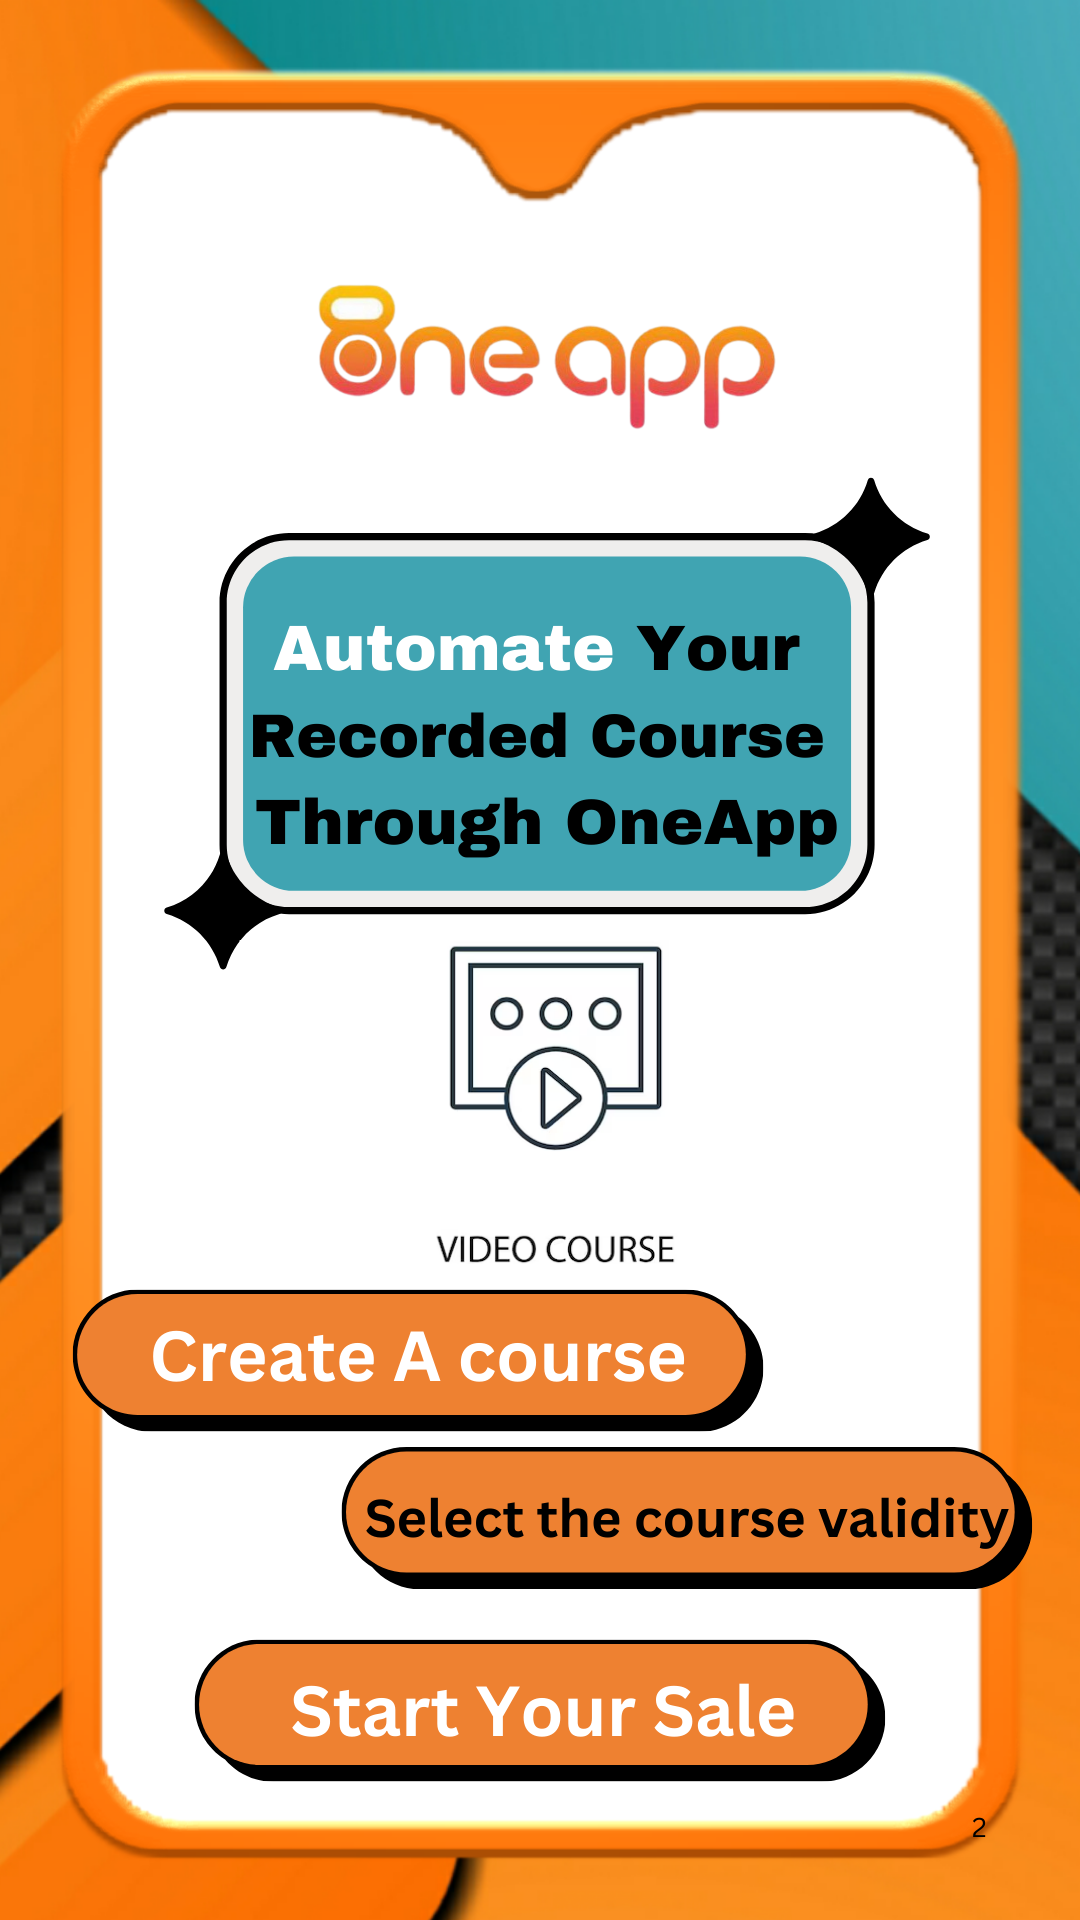 One app
Automate Your
Recorded Course
Through OneApp
VIDEO COURSE
Create A course
Select the course validity
Start Your Sale
2